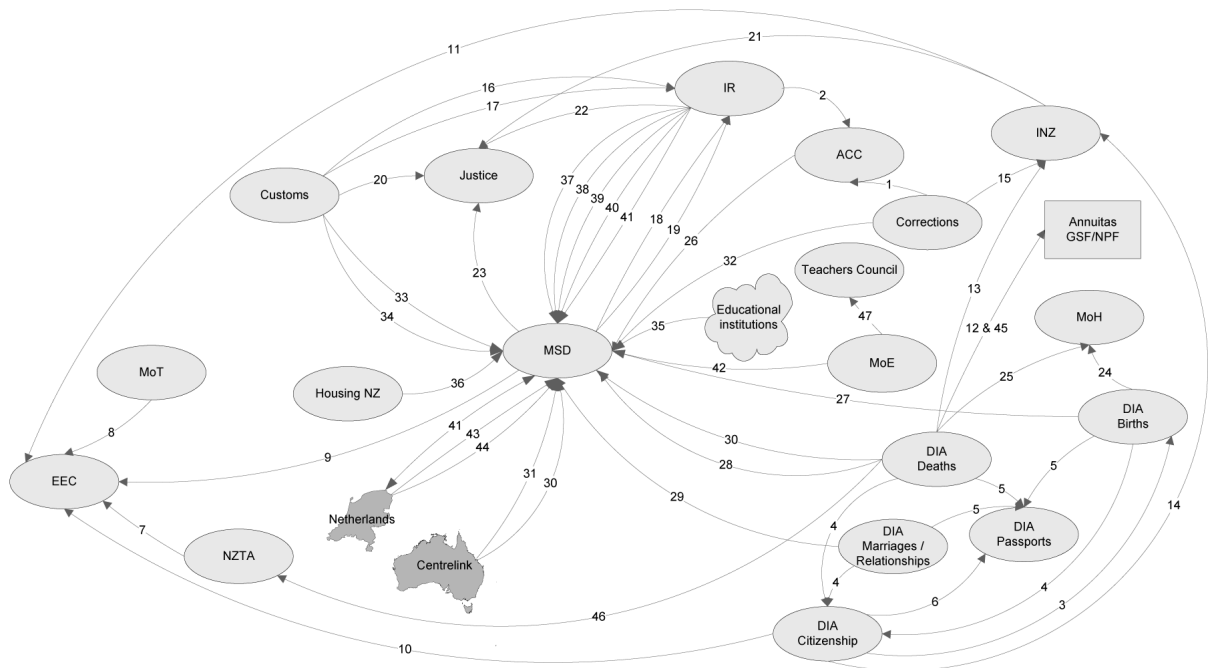 11
21
16
IR
17
2
22
INZ
ACC
Customs
20
Justice
37
38
39
40
41
18
19
26
1
15
Corrections
Annuitas
GSF/NPF
32
23
Teachers Council
33
34
Educational
institutions
35
47
13
12 & 45
MoH
MSD
42
MoE
25
24
MoT
Housing NZ
36
27
DIA
Births
8
41
43
44
30
28
DIA
Deaths
9
31
30
5
5
EEC
29
Netherlands
4
5
DIA
Passports
14
7
NZTA
Centrelink
DIA
Marriages /
Relationships
4
6
4
3
46
DIA
Citizenship
10